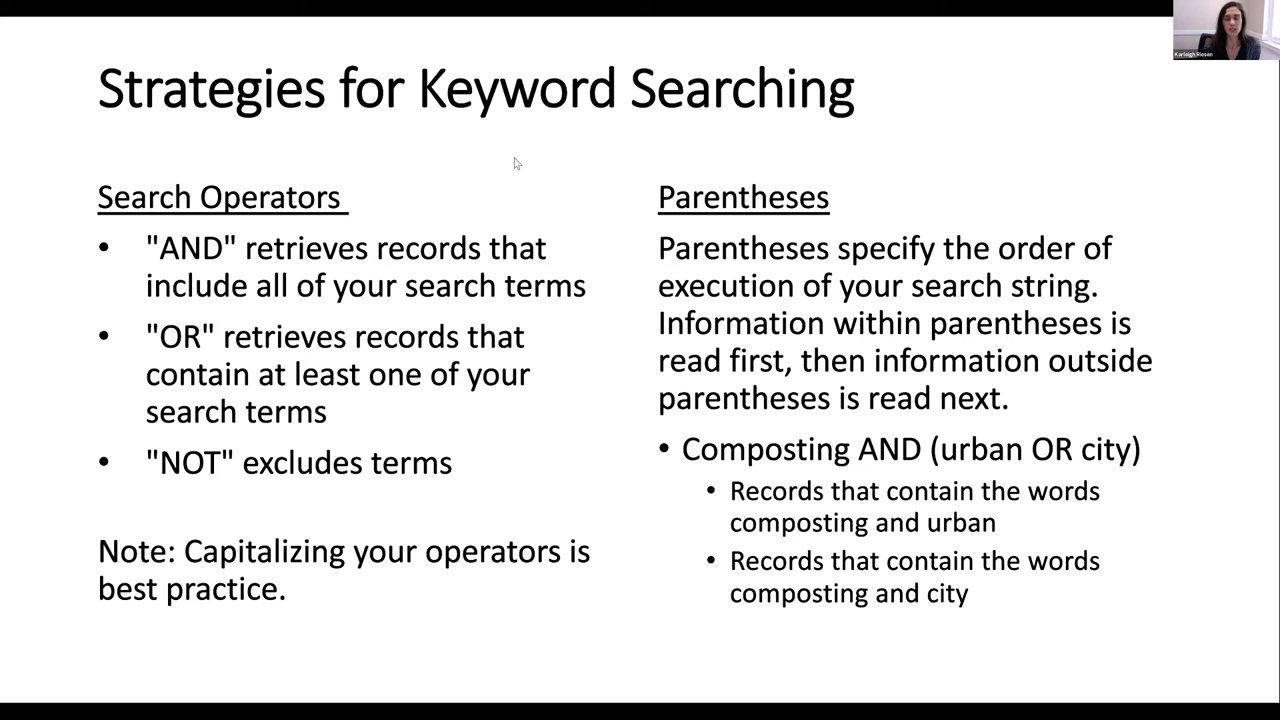 Strategies for Keyword Searching
Karleigh Riesen
Search Operators
• "AND" retrieves records that
include all of your search terms
• "OR" retrieves records that
contain at least one of your
search terms
• "NOT" excludes terms
Note: Capitalizing your operators is
best practice.
Parentheses
Parentheses specify the order of
execution of your search string.
Information within parentheses is
read first, then information outside
parentheses is read next.
• Composting AND (urban OR city)
• Records that contain the words
composting and urban
• Records that contain the words
composting and city